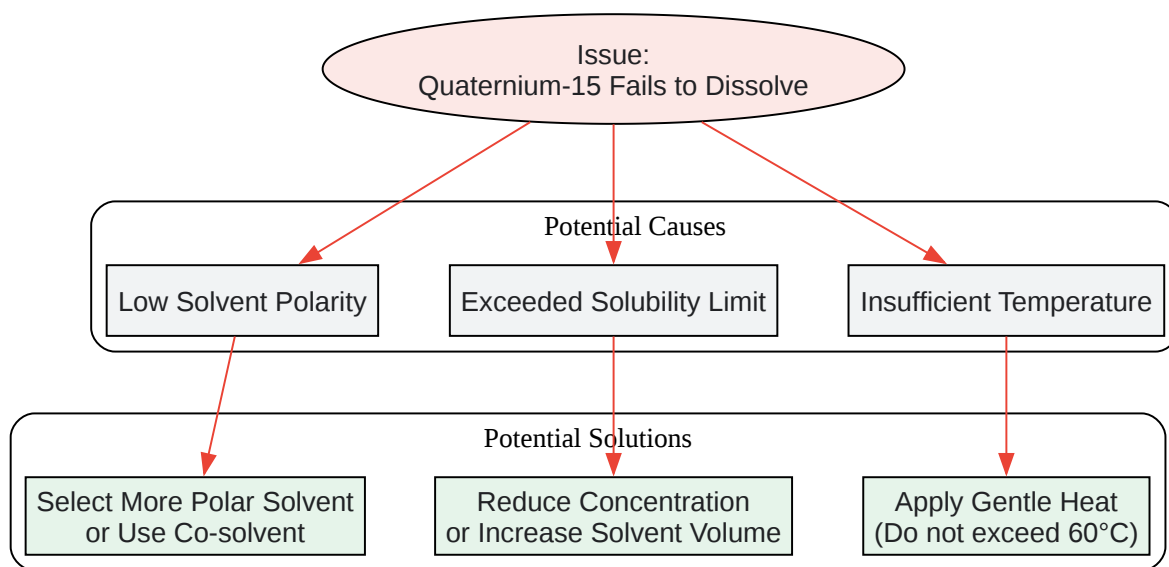 Issue:
Quaternium-15 Fails to Dissolve
Potential Causes
Low Solvent Polarity
Exceeded Solubility Limit
Insufficient Temperature
Potential Solutions
Select More Polar Solvent
or Use Co-solvent
Reduce Concentration
or Increase Solvent Volume
Apply Gentle Heat
(Do not exceed 60°C)